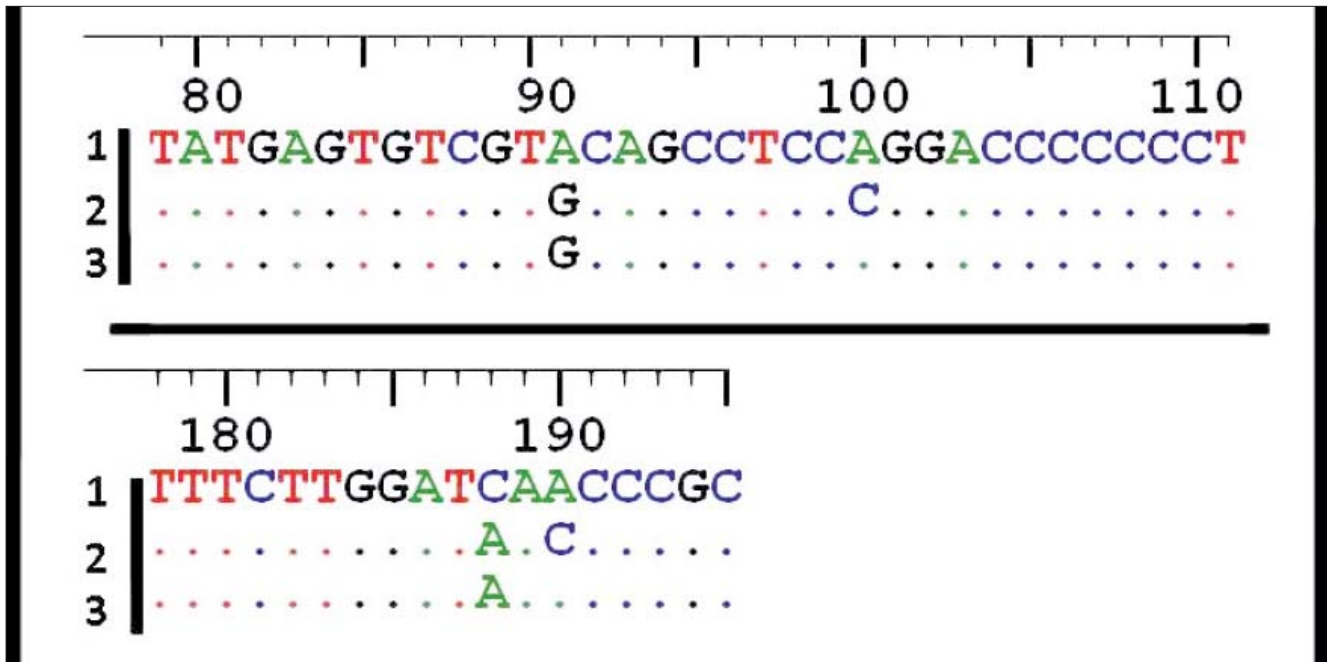 80 90 100 110
1 TATGAGTGTCGTACAGCCTCCAGGACCCCCCCT
2 ............G........C...........
3 ............G....................
180 190
1 TTTCTTGGATCAACCCGC
2 ..........A.C.....
3 ..........A.......